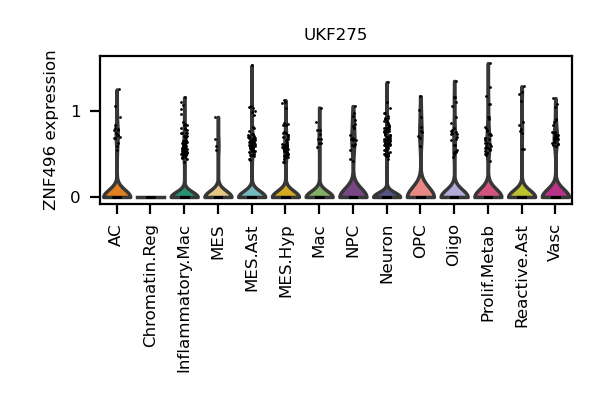 UKF275
ZNF496 expression
1
0
AC
Chromatin.Reg
Inflammatory.Mac
MES
MES.Ast
MES.Hyp
Mac
NPC
Neuron
OPC
Oligo
Prolif.Metab
Reactive.Ast
Vasc